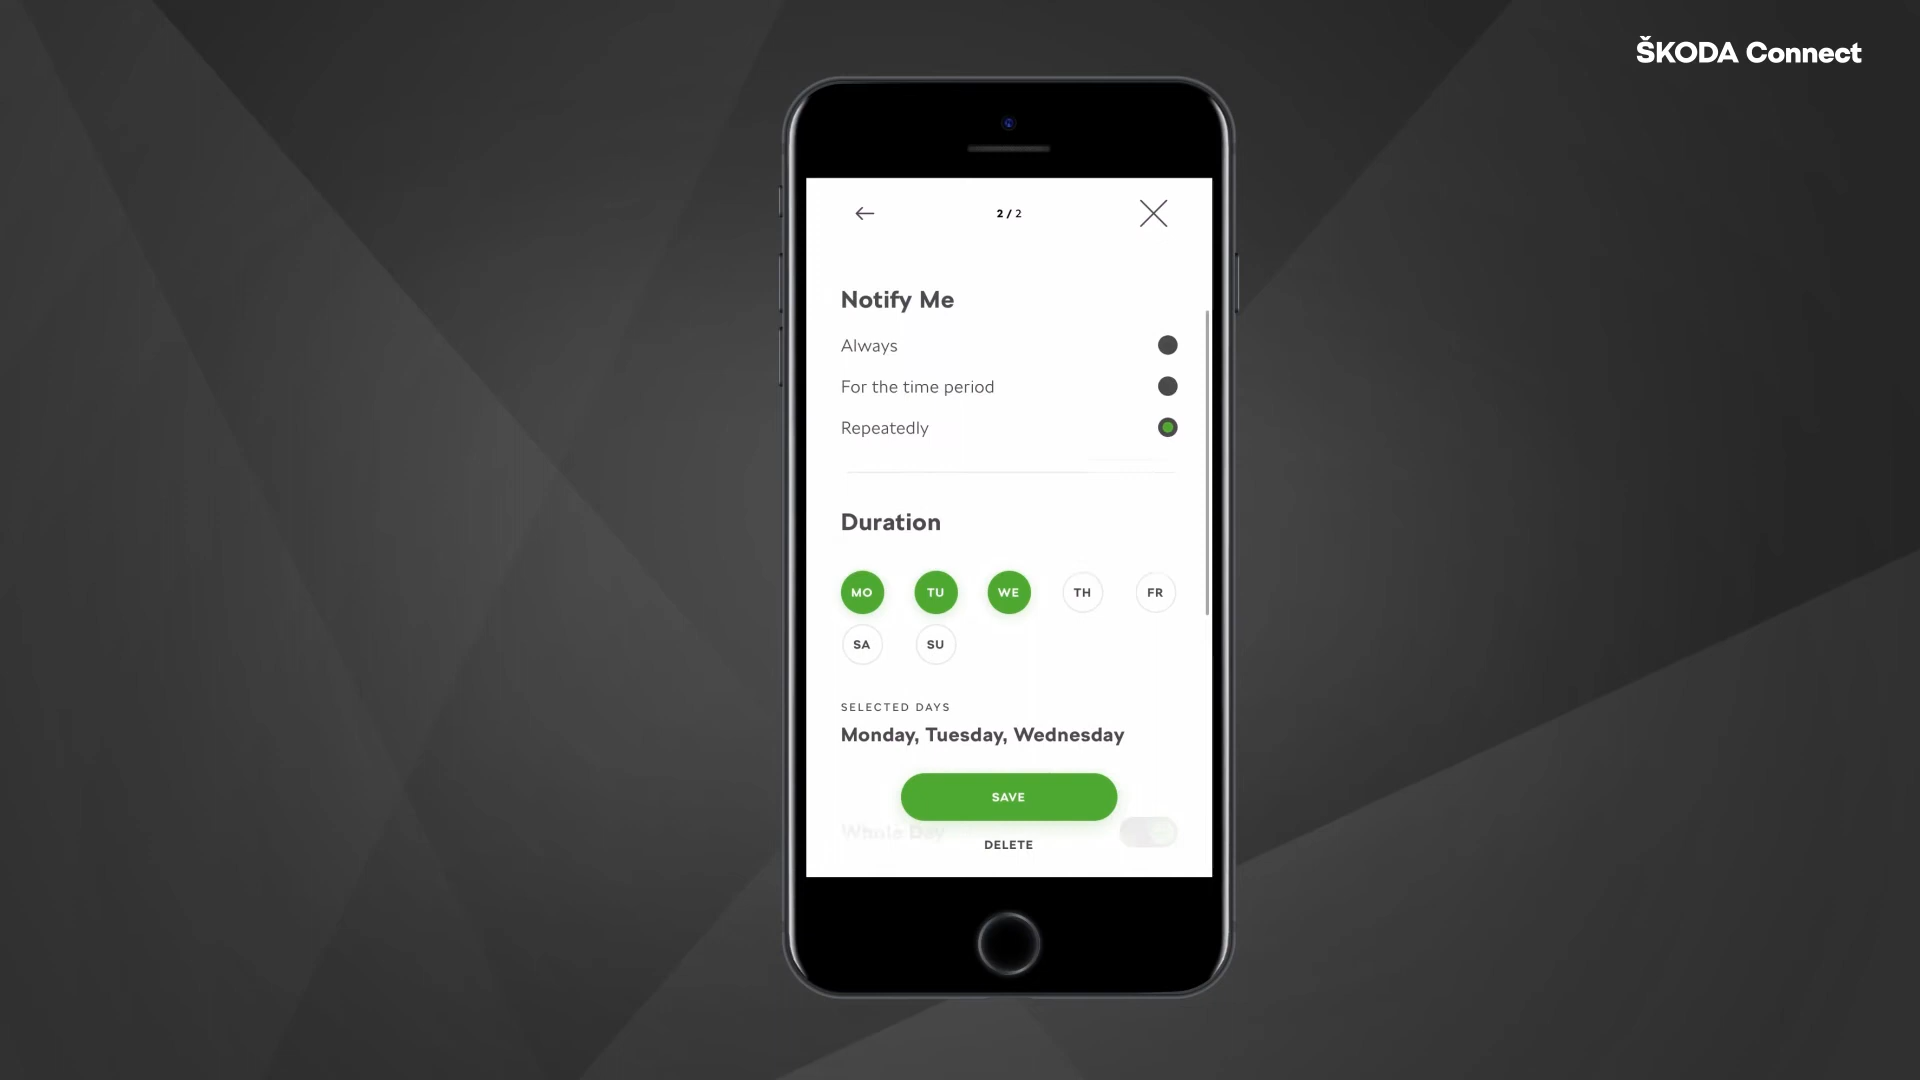 ŠKODA Connect
2 / 2
Notify Me
Always
For the time period
Repeatedly
Duration
MO TU WE TH FR
SA SU
SELECTED DAYS
Monday, Tuesday, Wednesday
SAVE
Whole Day
DELETE